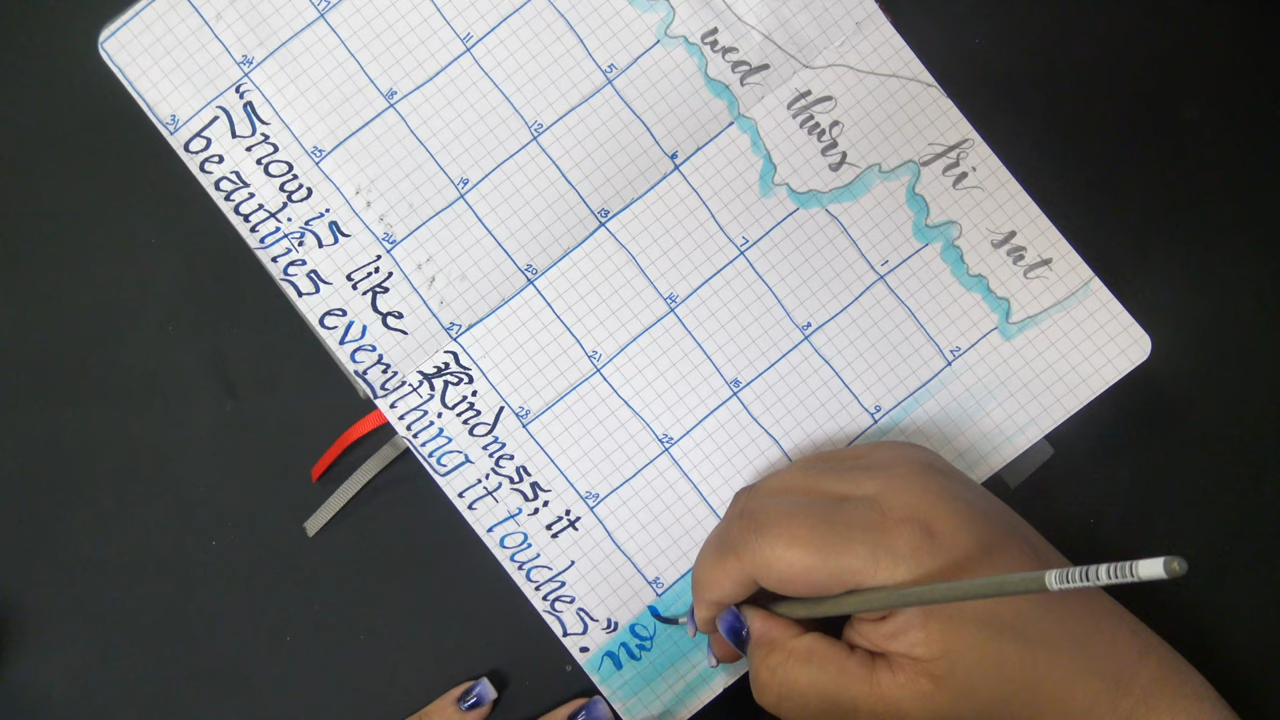 wed thurs fri sat
1 2
5 6 7 8 9
11 12 13 14 15
17 18 19 20 21 22
24 25 26 27 28 29 30
31
“Snow is like Kindness; it
beautifies everything it touches.”